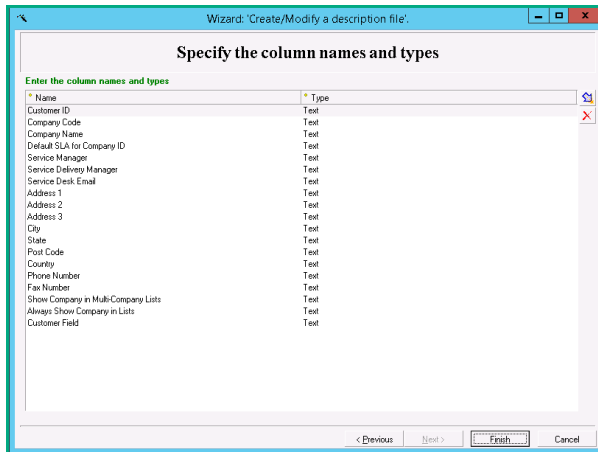 Wizard: 'Create/Modify a description file'.
Specify the column names and types
Enter the column names and types
Name Type
Customer ID Text
Company Code Text
Company Name Text
Default SLA for Company ID Text
Service Manager Text
Service Delivery Manager Text
Service Desk Email Text
Address 1 Text
Address 2 Text
Address 3 Text
City Text
State Text
Post Code Text
Country Text
Phone Number Text
Fax Number Text
Show Company in Multi-Company Lists Text
Always Show Company in Lists Text
Customer Field Text
< Previous Next > Finish Cancel